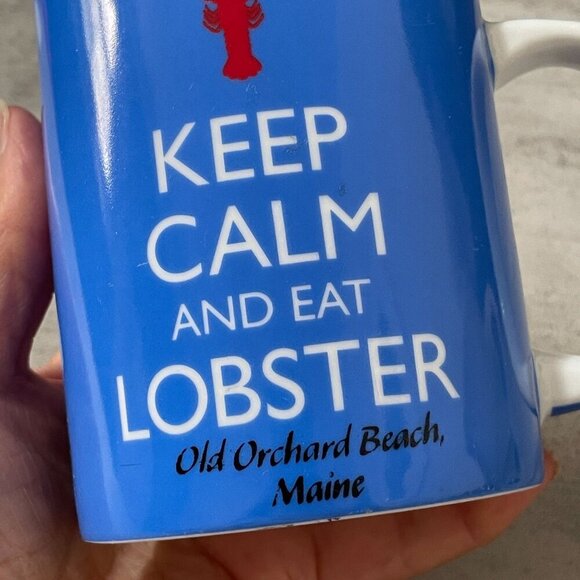 KEEP
CALM
AND EAT
LOBSTER
Old Orchard Beach,
Maine